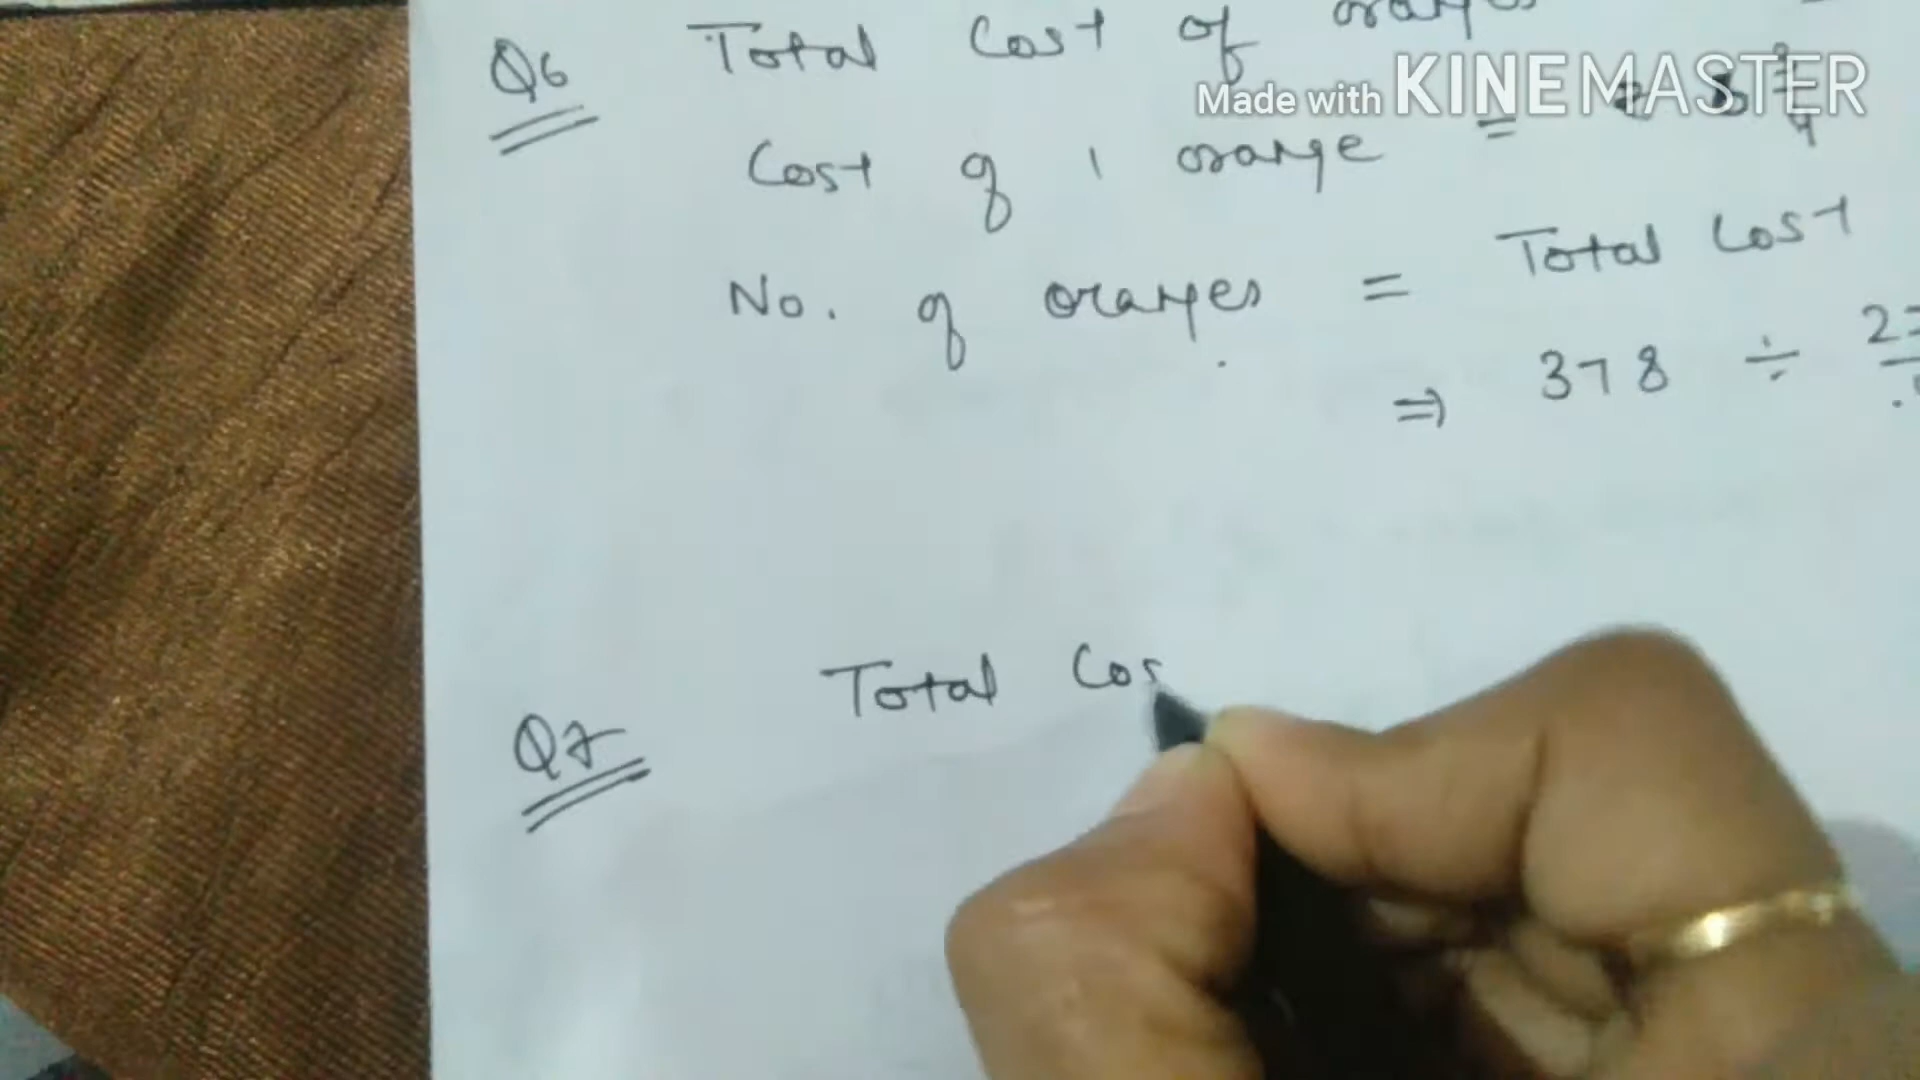 Q6 Total Cost of oranges
Made with KINEMASTER
Cost of 1 orange =
No. of oranges = Total Cost
⇒ 378 ÷
Q7 Total Cos